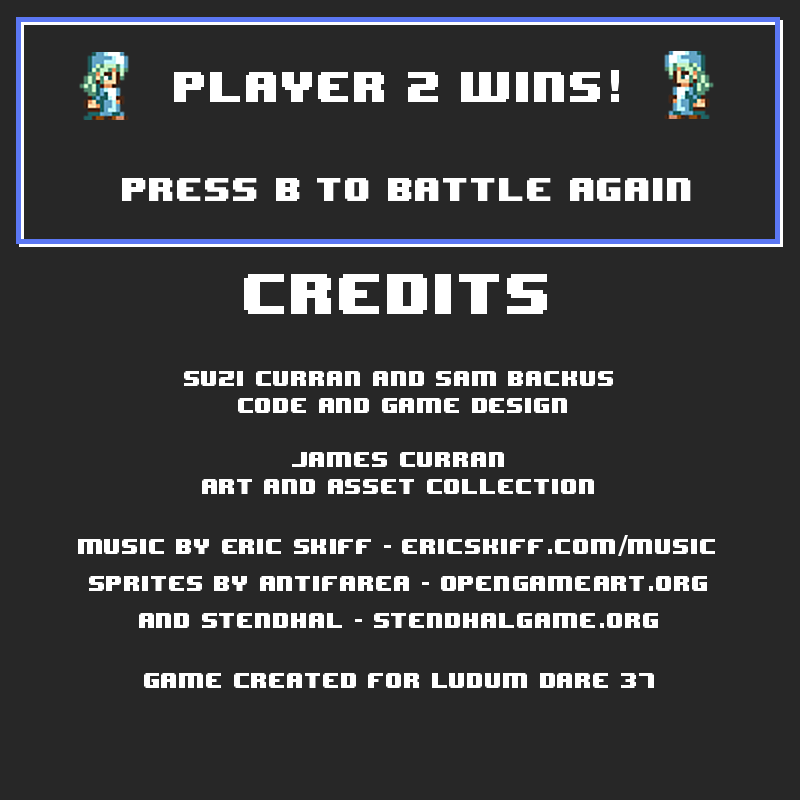 PLAYER 2 WINS!
PRESS B TO BATTLE AGAIN
CREDITS
SUZI CURRAN AND SAM BACKUS
CODE AND GAME DESIGN
JAMES CURRAN
ART AND ASSET COLLECTION
MUSIC BY ERIC SKIFF - ERICSKIFF.COM/MUSIC
SPRITES BY ANTIFAREA - OPENGAMEART.ORG
AND STENDHAL - STENDHALGAME.ORG
GAME CREATED FOR LUDUM DARE 37